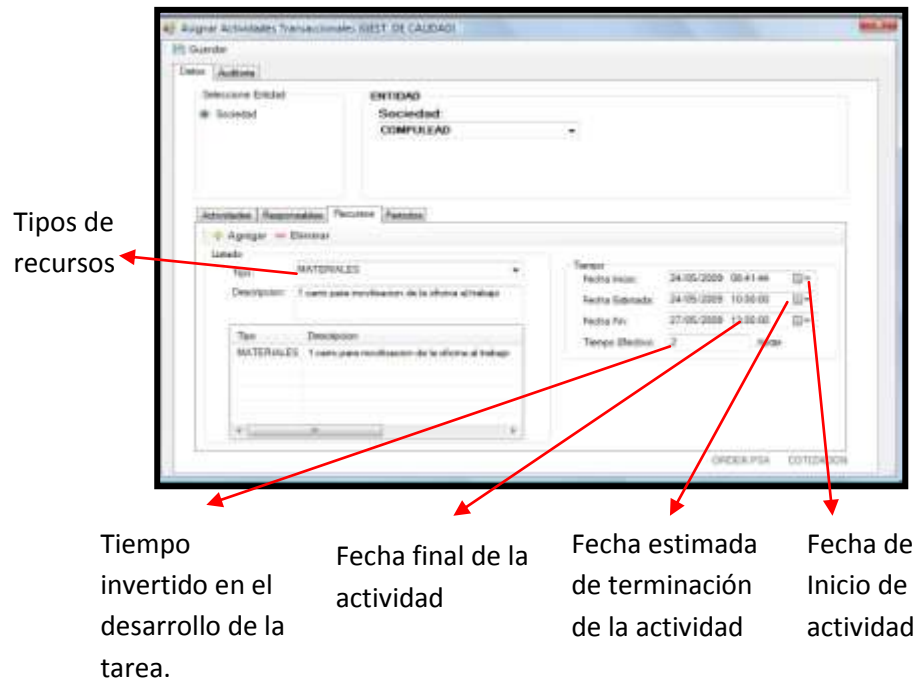 Asignar Actividades Transaccionales (GEST. DE CALIDAD)
Guardar
Datos Auditoria
Seleccione Entidad
Sociedad
ENTIDAD
Sociedad
COMPULEAD
Actividades Responsables Recursos Periodos
Agregar Eliminar
Listado
Tipo MATERIALES
Descripcion: 1 carro para movilizacion de la oficina al trabajo
Tipo Descripcion
MATERIALES 1 carro para movilizacion de la oficina al trabajo
Tiempo
Fecha Inicio: 24/05/2009 08:41:44
Fecha Estimada: 24/05/2009 10:00:00
Fecha Fin: 27/05/2009
Tiempo Efectivo: 2
COTIZACION
Tipos de
recursos
Tiempo
invertido en el
desarrollo de la
tarea.
Fecha final de la
actividad
Fecha estimada
de terminación
de la actividad
Fecha de
Inicio de
actividad